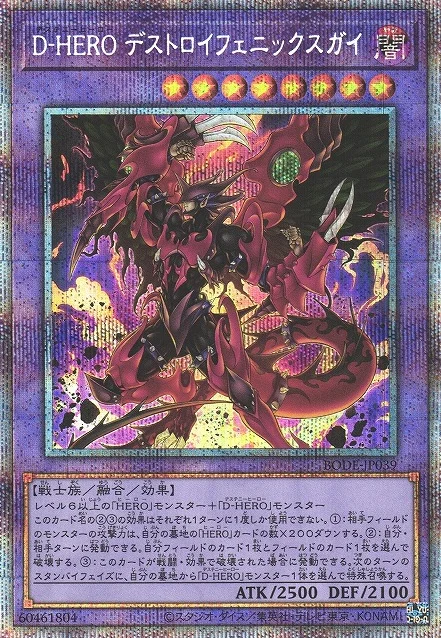 D-HERO デストロイフェニックスガイ
闇
BODE-JP039
【戦士族／融合／効果】
レベル6以上の「HERO」モンスター＋「D-HERO」モンスター
このカード名の②③の効果はそれぞれ1ターンに1度しか使用できない。①：相手フィールド
のモンスターの攻撃力は、自分の墓地の「HERO」カードの数×200ダウンする。②：自分・
相手ターンに発動できる。自分フィールドのカード1枚とフィールドのカード1枚を選んで
破壊する。③：このカードが戦闘・効果で破壊された場合に発動できる。次のターンの
スタンバイフェイズに、自分の墓地から「D-HERO」モンスター1体を選んで特殊召喚する。
ATK/2500 DEF/2100
60461804
©スタジオ・ダイス／集英社・テレビ東京・KONAMI